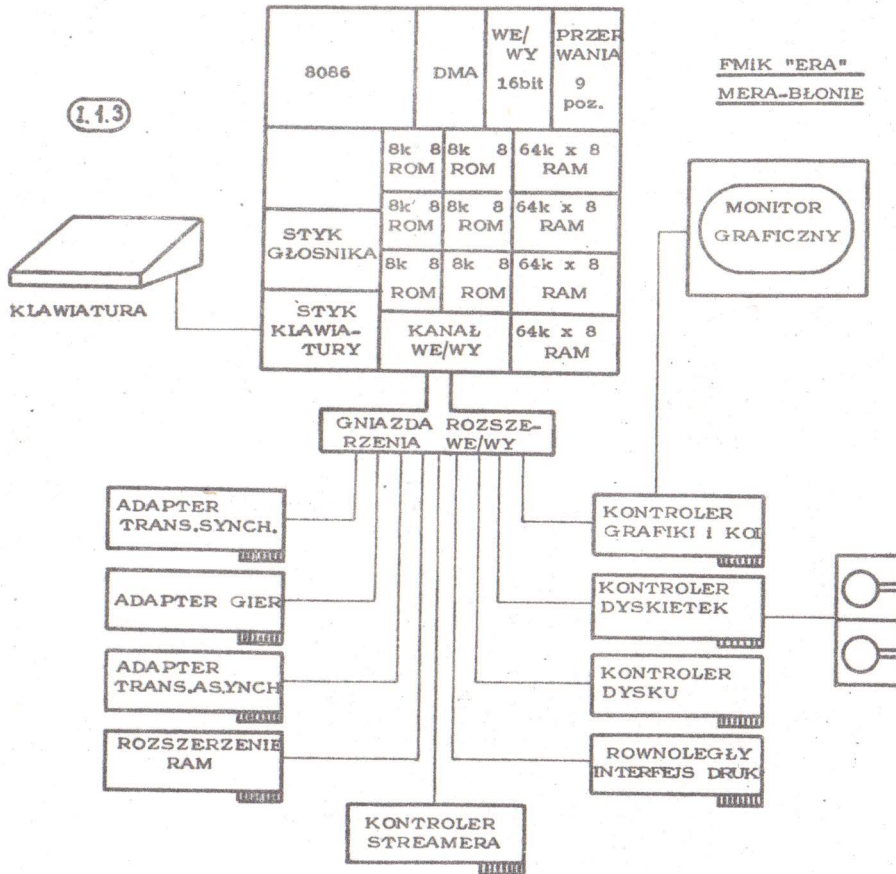 8086
DMA
WE/
WY
16bit
PRZER
WANIA
9
poz.
FMiK "ERA"
MERA-BŁONIE
I.1.3
8k 8
ROM
8k 8
ROM
64k x 8
RAM
8k' 8
ROM
8k 8
ROM
64k x 8
RAM
STYK
GŁOSNIKA
8k 8
ROM
8k 8
ROM
64k x 8
RAM
STYK
KLAWIA-
TURY
KANAŁ
WE/WY
64k x 8
RAM
KLAWIATURA
MONITOR
GRAFICZNY
GNIAZDA ROZSZE-
RZENIA WE/WY
ADAPTER
TRANS.SYNCH.
ADAPTER GIER
ADAPTER
TRANS.ASYNCH
ROZSZERZENIE
RAM
KONTROLER
STREAMERA
KONTROLER
GRAFIKI i KOL
KONTROLER
DYSKIETEK
KONTROLER
DYSKU
ROWNOLEGŁY
INTERFEJS DRUK